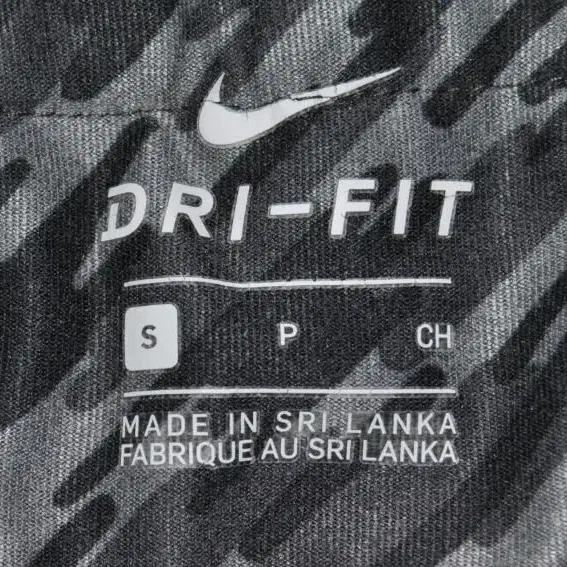 DRI-FIT
S P CH
MADE IN SRI LANKA
FABRIQUE AU SRI LANKA